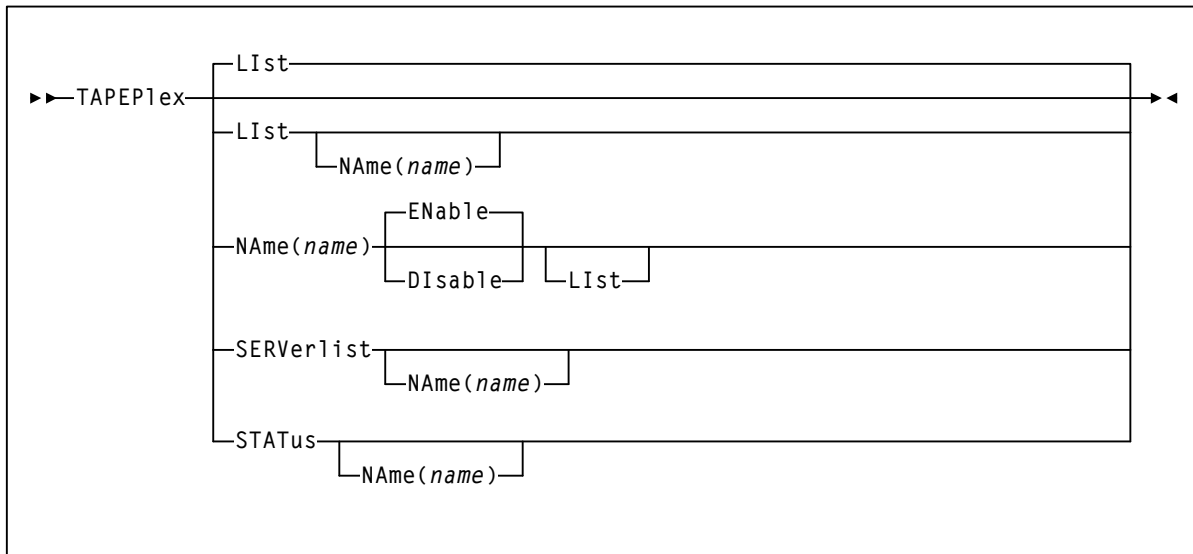 LIst
TAPEPlex
LIst
NAme(name)
ENable
NAme(name)
DIsable
LIst
SERVerlist
NAme(name)
STATus
NAme(name)